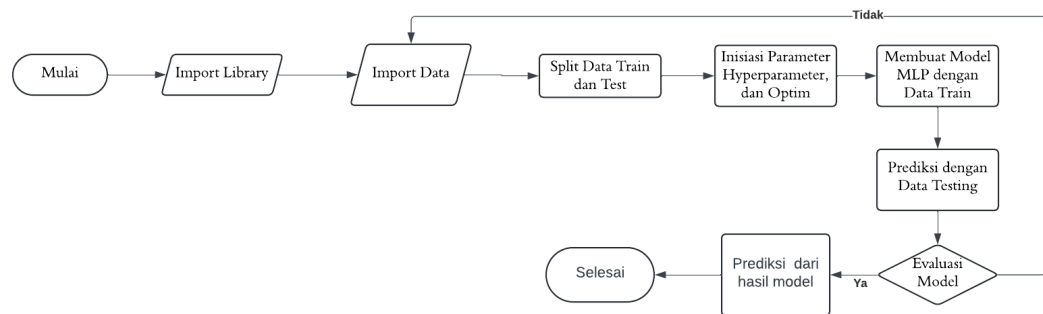 Tidak
Mulai
Import Library
Import Data
Split Data Train
dan Test
Inisiasi Parameter
Hyperparameter,
dan Optim
Membuat Model
MLP dengan
Data Train
Prediksi dengan
Data Testing
Evaluasi
Model
Ya
Prediksi dari
hasil model
Selesai